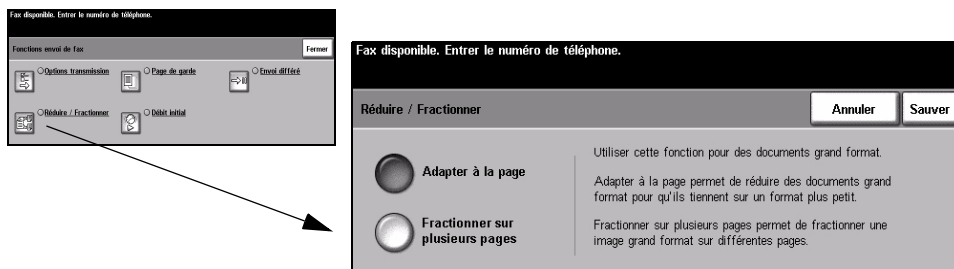 Fax disponible. Entrer le numéro de téléphone.
Fonctions envoi de fax
Fermer
Options transmission
Page de garde
Envoi différé
Réduire / Fractionner
Débit initial
Fax disponible. Entrer le numéro de téléphone.
Réduire / Fractionner
Annuler
Sauver
Adapter à la page
Fractionner sur
plusieurs pages
Utiliser cette fonction pour des documents grand format.
Adapter à la page permet de réduire des documents grand
format pour qu'ils tiennent sur un format plus petit.
Fractionner sur plusieurs pages permet de fractionner une
image grand format sur différentes pages.